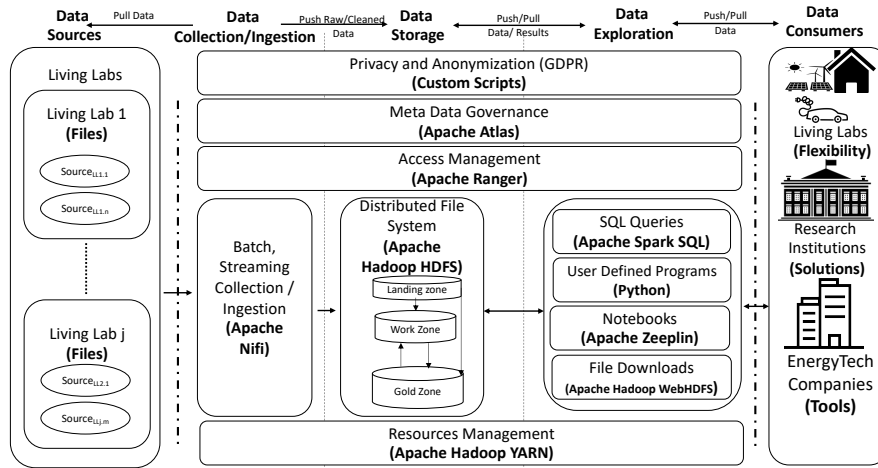 Data
Sources
Pull Data
Data
Collection/Ingestion
Push Raw/Cleaned
Data
Data
Storage
Push/Pull
Data/ Results
Data
Exploration
Push/Pull
Data
Data
Consumers
Living Labs
Living Lab 1
(Files)
SourceLL1.1
SourceLL1.n
Living Lab j
(Files)
SourceLL2.1
SourceLLj.m
Privacy and Anonymization (GDPR)
(Custom Scripts)
Meta Data Governance
(Apache Atlas)
Access Management
(Apache Ranger)
Batch,
Streaming
Collection /
Ingestion
(Apache
Nifi)
Distributed File
System
(Apache
Hadoop HDFS)
Landing zone
Work Zone
Gold Zone
SQL Queries
(Apache Spark SQL)
User Defined Programs
(Python)
Notebooks
(Apache Zeeplin)
File Downloads
(Apache Hadoop WebHDFS)
Resources Management
(Apache Hadoop YARN)
Living Labs
(Flexibility)
Research
Institutions
(Solutions)
EnergyTech
Companies
(Tools)